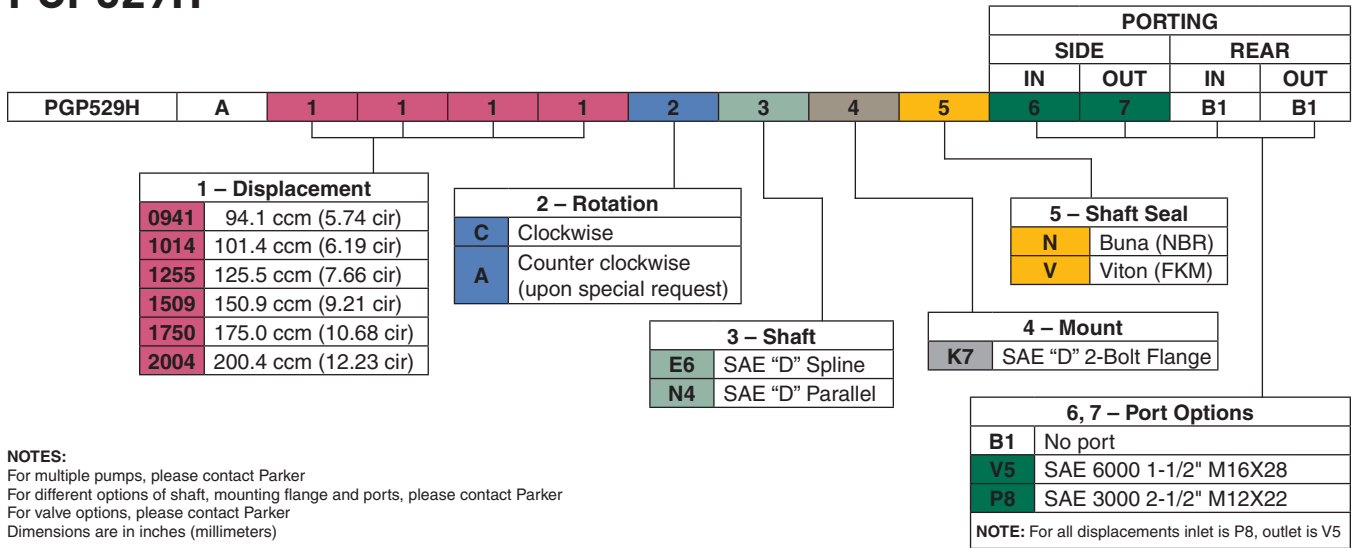 PGP529H
PORTING
SIDE REAR
IN OUT IN OUT
PGP529H A 1 1 1 1 2 3 4 5 6 7 B1 B1
1 – Displacement
0941 94.1 ccm (5.74 cir)
1014 101.4 ccm (6.19 cir)
1255 125.5 ccm (7.66 cir)
1509 150.9 ccm (9.21 cir)
1750 175.0 ccm (10.68 cir)
2004 200.4 ccm (12.23 cir)
2 – Rotation
C Clockwise
A Counter clockwise
(upon special request)
3 – Shaft
E6 SAE “D” Spline
N4 SAE “D” Parallel
4 – Mount
K7 SAE “D” 2-Bolt Flange
5 – Shaft Seal
N Buna (NBR)
V Viton (FKM)
6, 7 – Port Options
B1 No port
V5 SAE 6000 1-1/2" M16X28
P8 SAE 3000 2-1/2" M12X22
NOTE: For all displacements inlet is P8, outlet is V5
NOTES:
For multiple pumps, please contact Parker
For different options of shaft, mounting flange and ports, please contact Parker
For valve options, please contact Parker
Dimensions are in inches (millimeters)